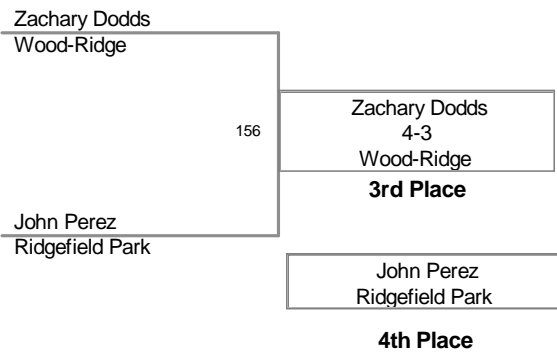 Zachary Dodds
Wood-Ridge
156
Zachary Dodds
4-3
Wood-Ridge
3rd Place
John Perez
Ridgefield Park
John Perez
Ridgefield Park
4th Place